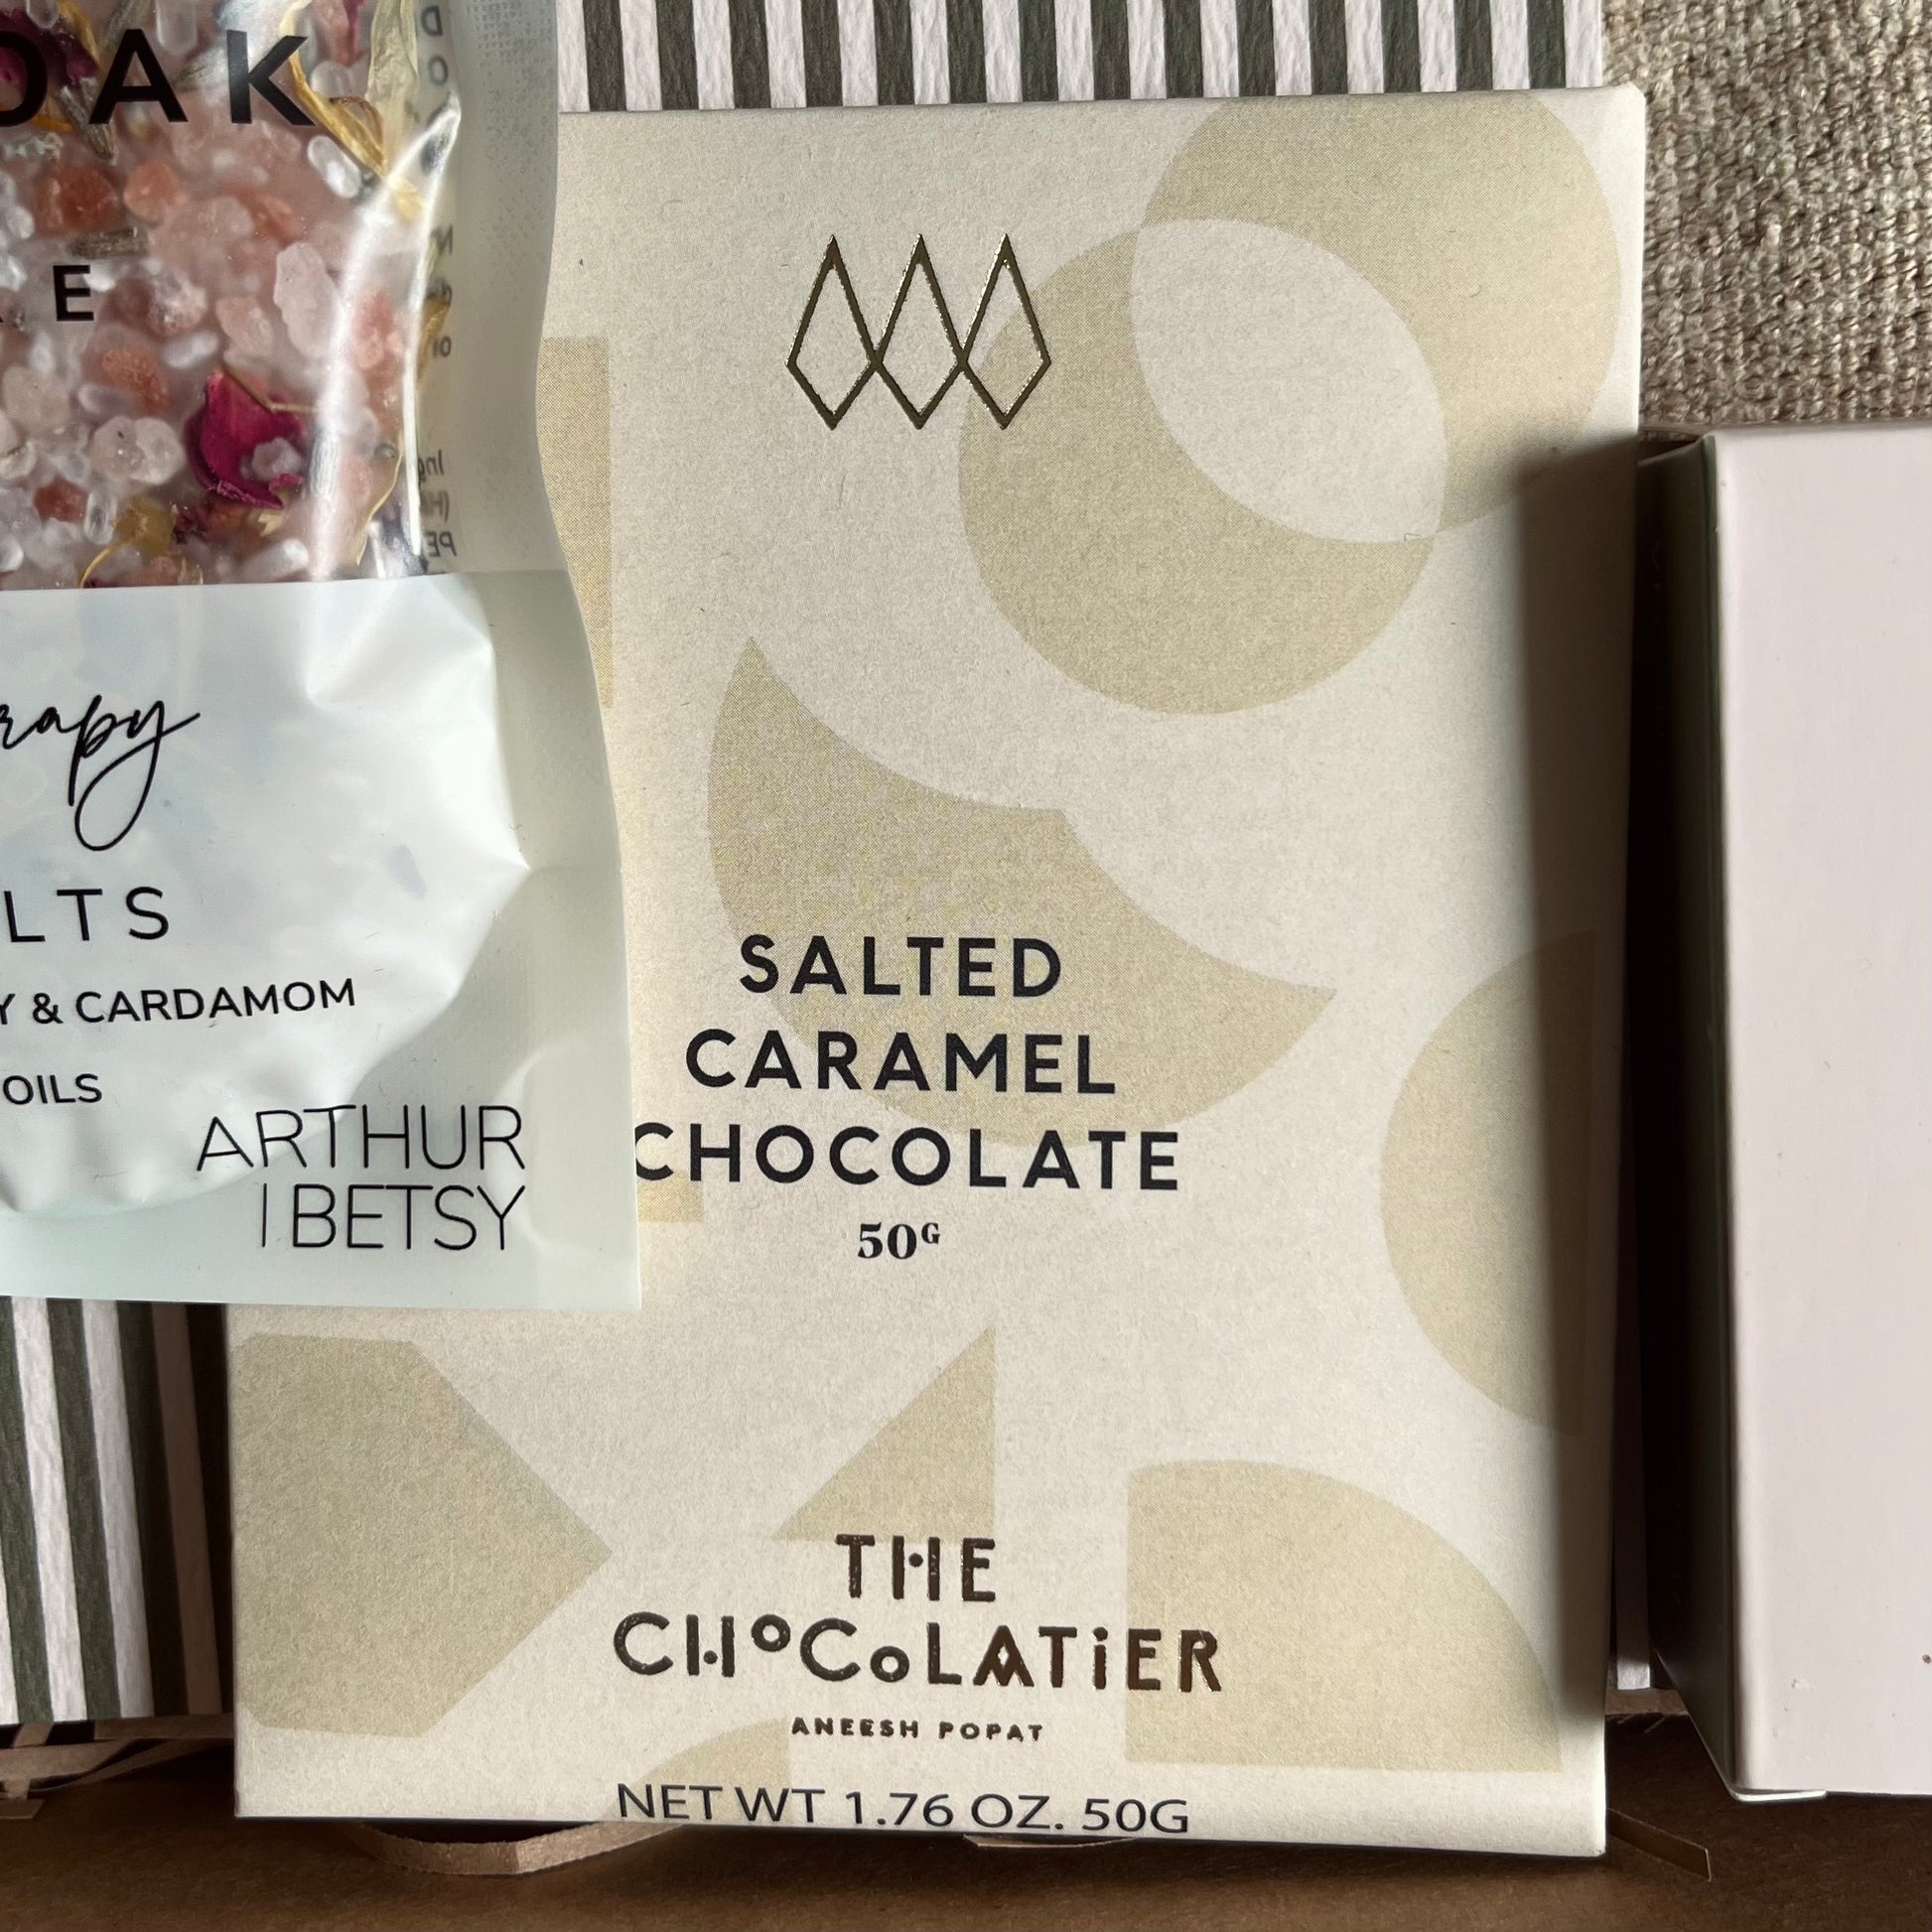 OAK
E
rapy
LTS
Y & CARDAMOM
OILS
ARTHUR
| BETSY
SALTED
CARAMEL
CHOCOLATE
50G
THE
CHOCOLATiER
ANEESH POPAT
NET WT 1.76 OZ. 50G